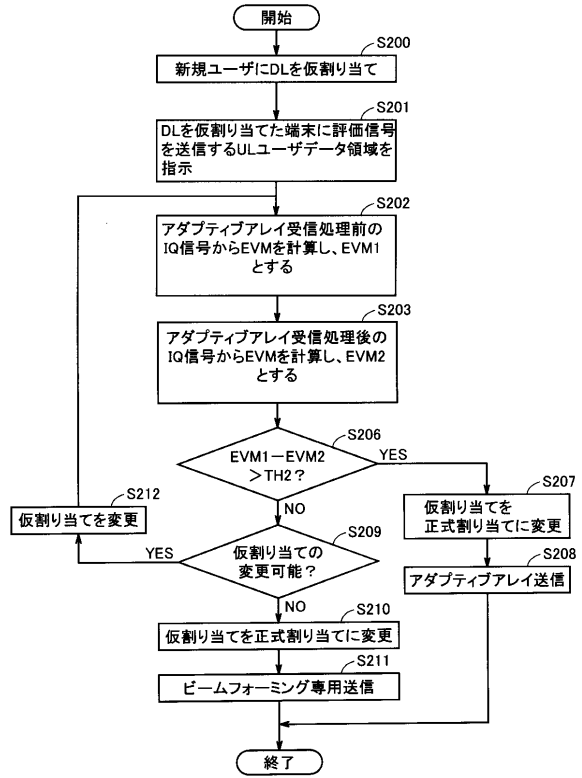 開始
S200
新規ユーザにDLを仮割り当て
S201
DLを仮割り当てた端末に評価信号
を送信するULユーザデータ領域を
指示
S202
アダプティブアレイ受信処理前の
IQ信号からEVMを計算し、EVM1
とする
S203
アダプティブアレイ受信処理後の
IQ信号からEVMを計算し、EVM2
とする
S206
EVM1－EVM2
＞TH2？
YES
NO
S207
仮割り当てを
正式割り当てに変更
S208
アダプティブアレイ送信
S212
仮割り当てを変更
S209
仮割り当ての
変更可能？
YES
NO
S210
仮割り当てを正式割り当てに変更
S211
ビームフォーミング専用送信
終了